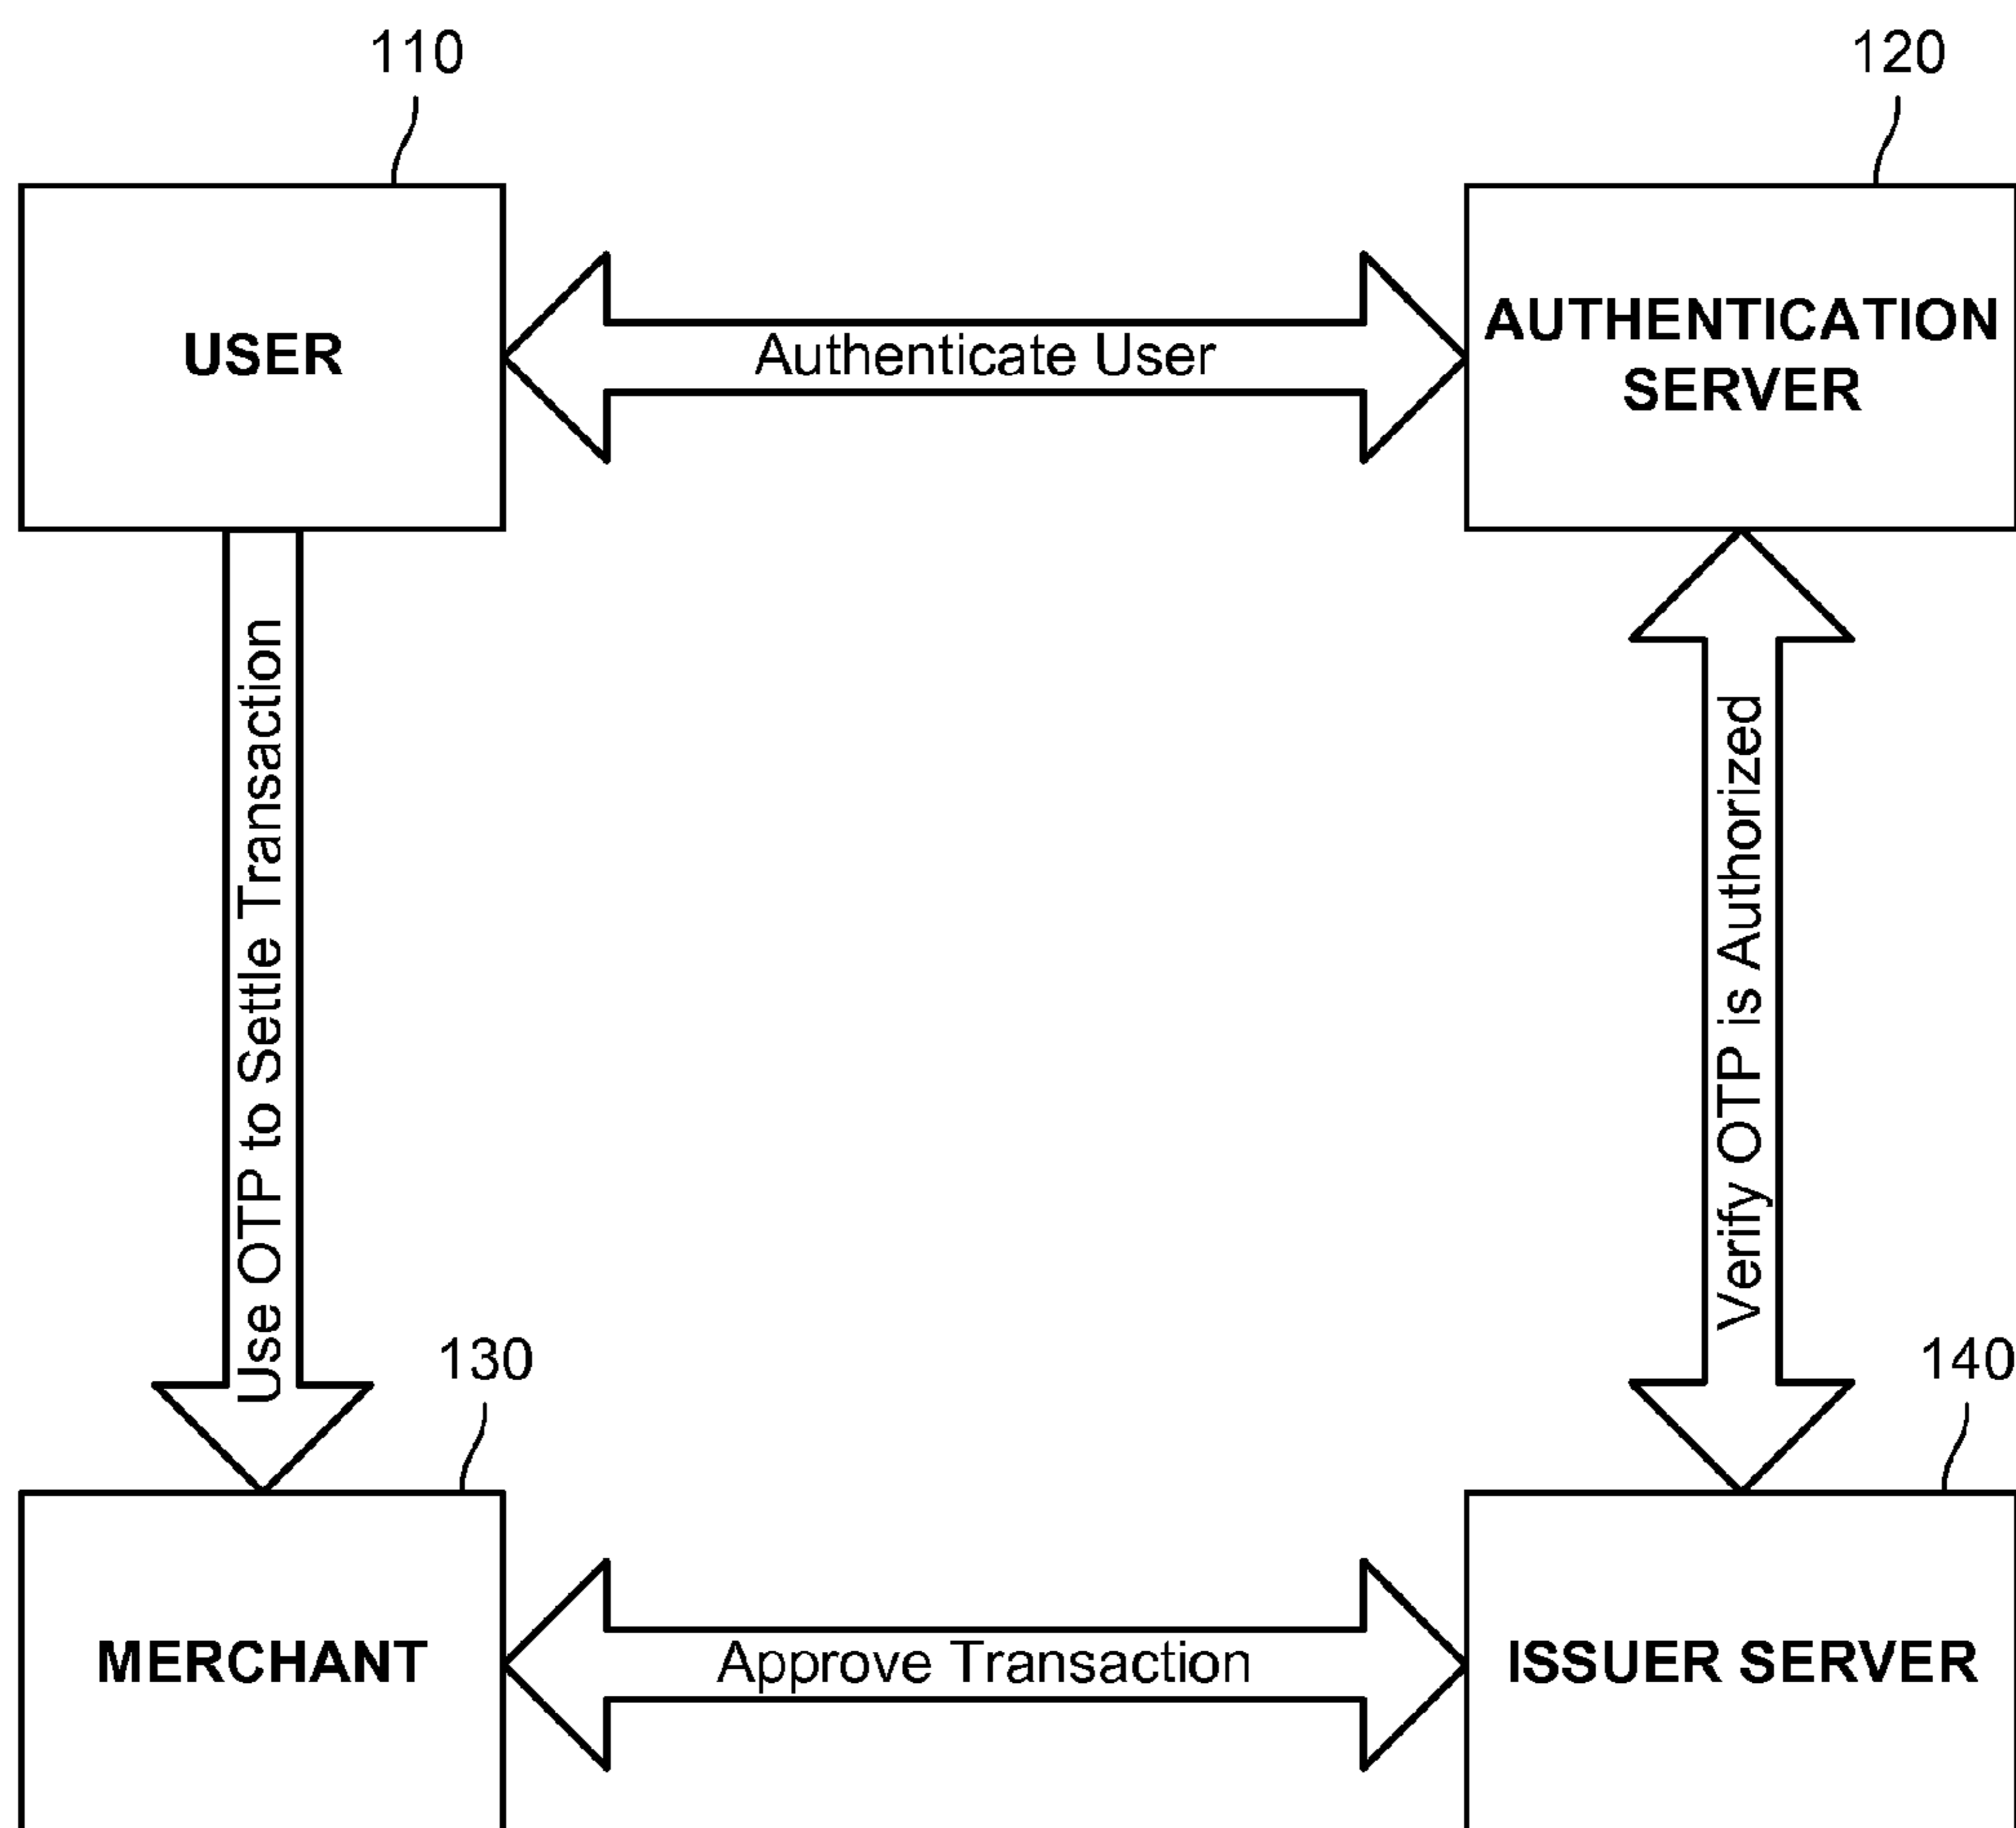 110
120
USER
Authenticate User
AUTHENTICATION
SERVER
Use OTP to Settle Transaction
Verify OTP is Authorized
130
140
MERCHANT
Approve Transaction
ISSUER SERVER